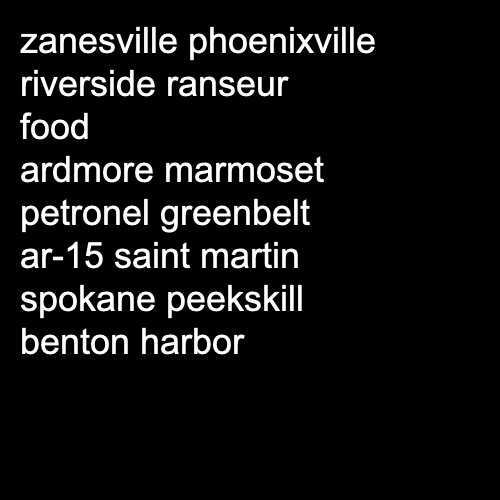 zanesville phoenixville
riverside ranseur
food
ardmore marmoset
petronel greenbelt
ar-15 saint martin
spokane peekskill
benton harbor